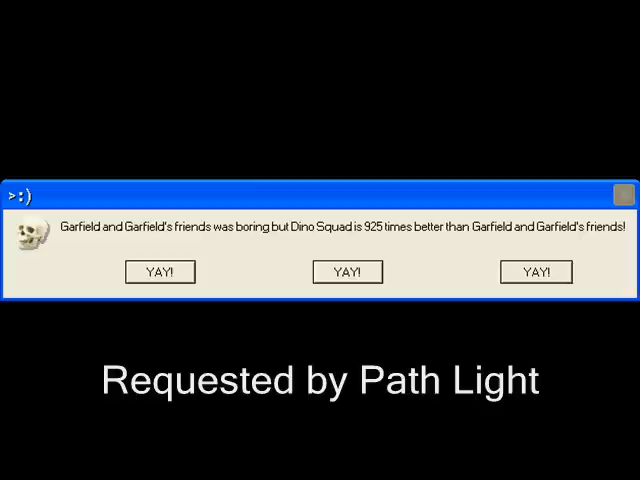 >:)
Garfield and Garfield's friends was boring but Dino Squad is 925 times better than Garfield and Garfield's friends!
YAY! YAY! YAY!
Requested by Path Light